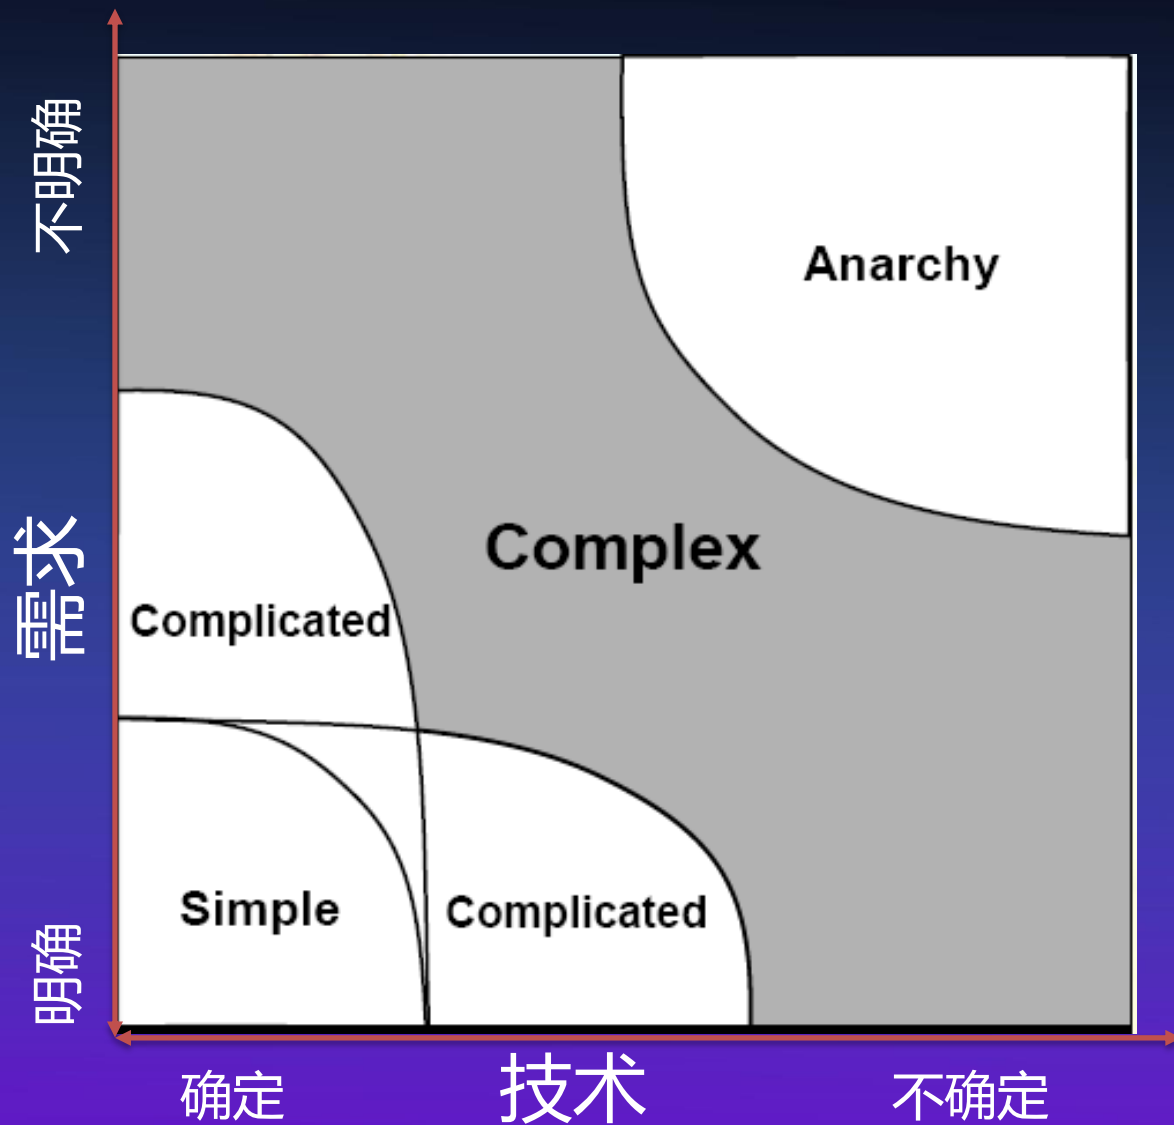 不明确
Anarchy
需求
Complex
Complicated
Simple
Complicated
明确
确定
技术
不确定